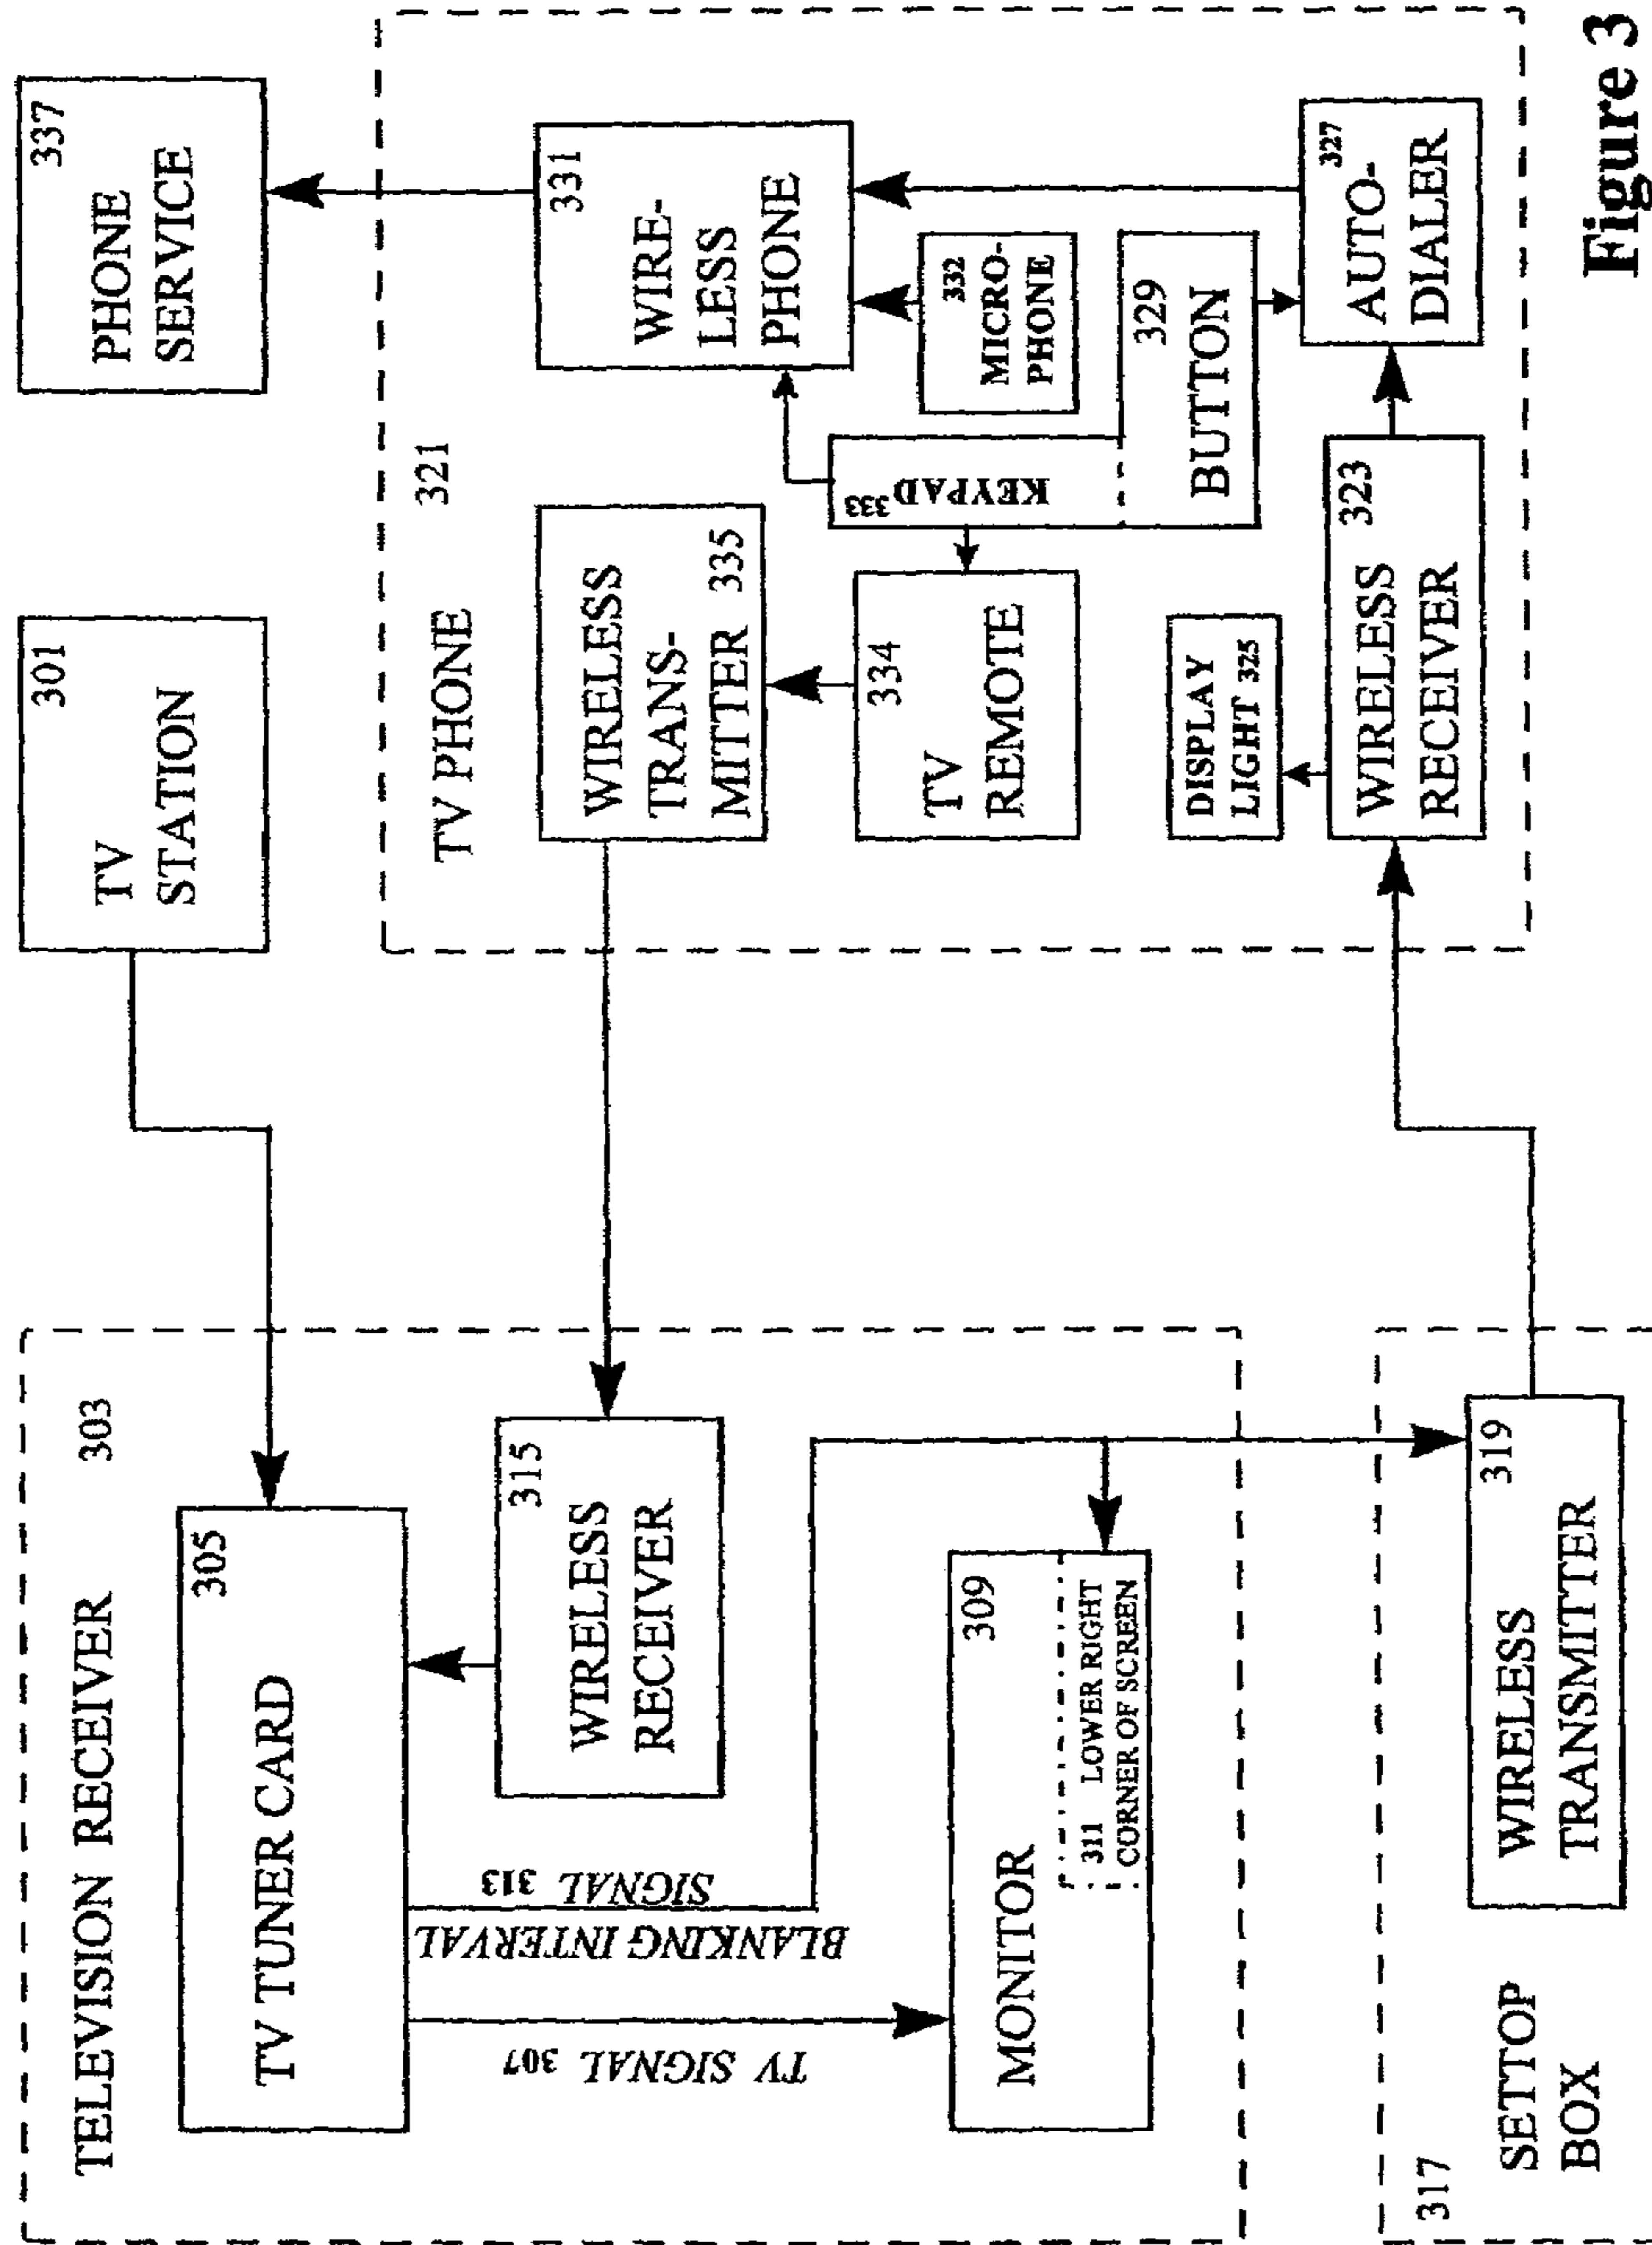 TELEVISION RECEIVER 303
TV TUNER CARD
305
WIRELESS
RECEIVER
315
TV SIGNAL 307
BLANKING INTERVAL
SIGNAL 313
MONITOR
309
311 LOWER RIGHT
CORNER OF SCREEN
317
SETTOP
BOX
WIRELESS
TRANSMITTER
319
TV
STATION
301
PHONE
SERVICE
337
TV PHONE 321
WIRELESS
TRANS-
MITTER 335
TV
REMOTE
334
DISPLAY
LIGHT 325
WIRELESS
RECEIVER
323
KEYPAD
333
BUTTON
329
MICRO-
PHONE
332
WIRE-
LESS
PHONE
331
AUTO-
DIALER
327
Figure 3